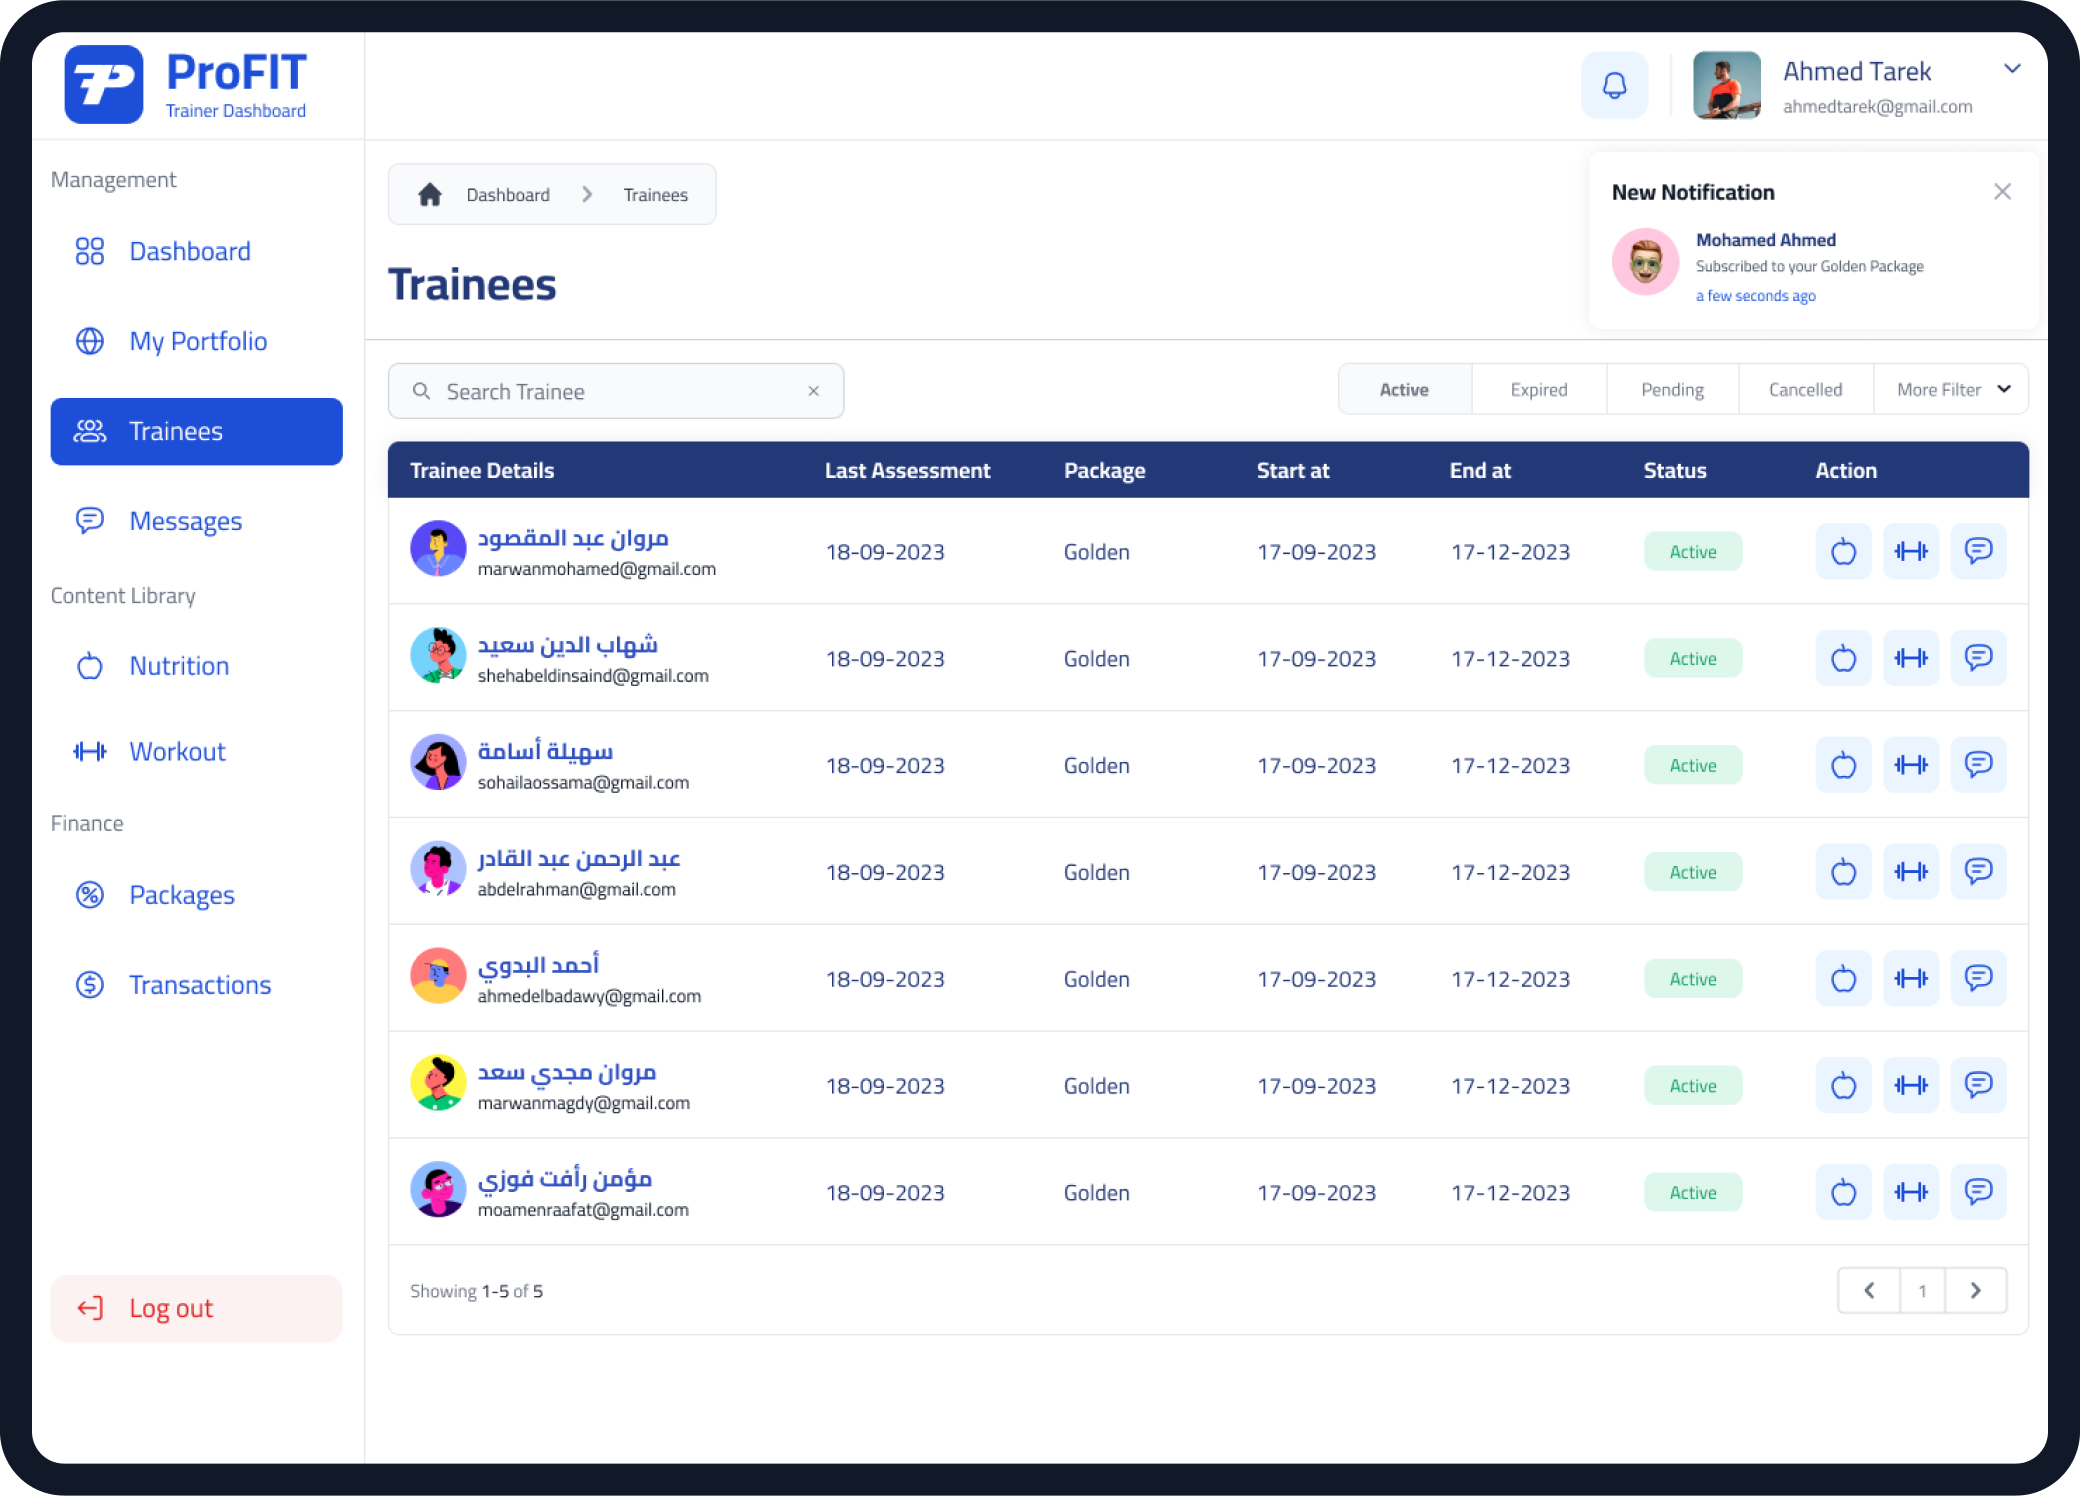 ProFIT
Trainer Dashboard
Ahmed Tarek
ahmedtarek@gmail.com
Management
Dashboard
My Portfolio
Trainees
Messages
Content Library
Nutrition
Workout
Finance
Packages
Transactions
Log out
Dashboard
Trainees
New Notification
Mohamed Ahmed
Subscribed to your Golden Package
a few seconds ago
Trainees
Search Trainee
Active
Expired
Pending
Cancelled
More Filter
Trainee Details Last Assessment Package Start at End at Status Action
مروان عبد المقصود
marwanmohamed@gmail.com
18-09-2023 Golden 17-09-2023 17-12-2023 Active
شهاب الدين سعيد
shehabeldinsaind@gmail.com
18-09-2023 Golden 17-09-2023 17-12-2023 Active
سهيلة أسامة
sohailaossama@gmail.com
18-09-2023 Golden 17-09-2023 17-12-2023 Active
عبد الرحمن عبد القادر
abdelrahman@gmail.com
18-09-2023 Golden 17-09-2023 17-12-2023 Active
أحمد البدوي
ahmedelbadawy@gmail.com
18-09-2023 Golden 17-09-2023 17-12-2023 Active
مروان مجدي سعد
marwanmagdy@gmail.com
18-09-2023 Golden 17-09-2023 17-12-2023 Active
مؤمن رأفت فوزي
moamenraafat@gmail.com
18-09-2023 Golden 17-09-2023 17-12-2023 Active
Showing 1-5 of 5
1